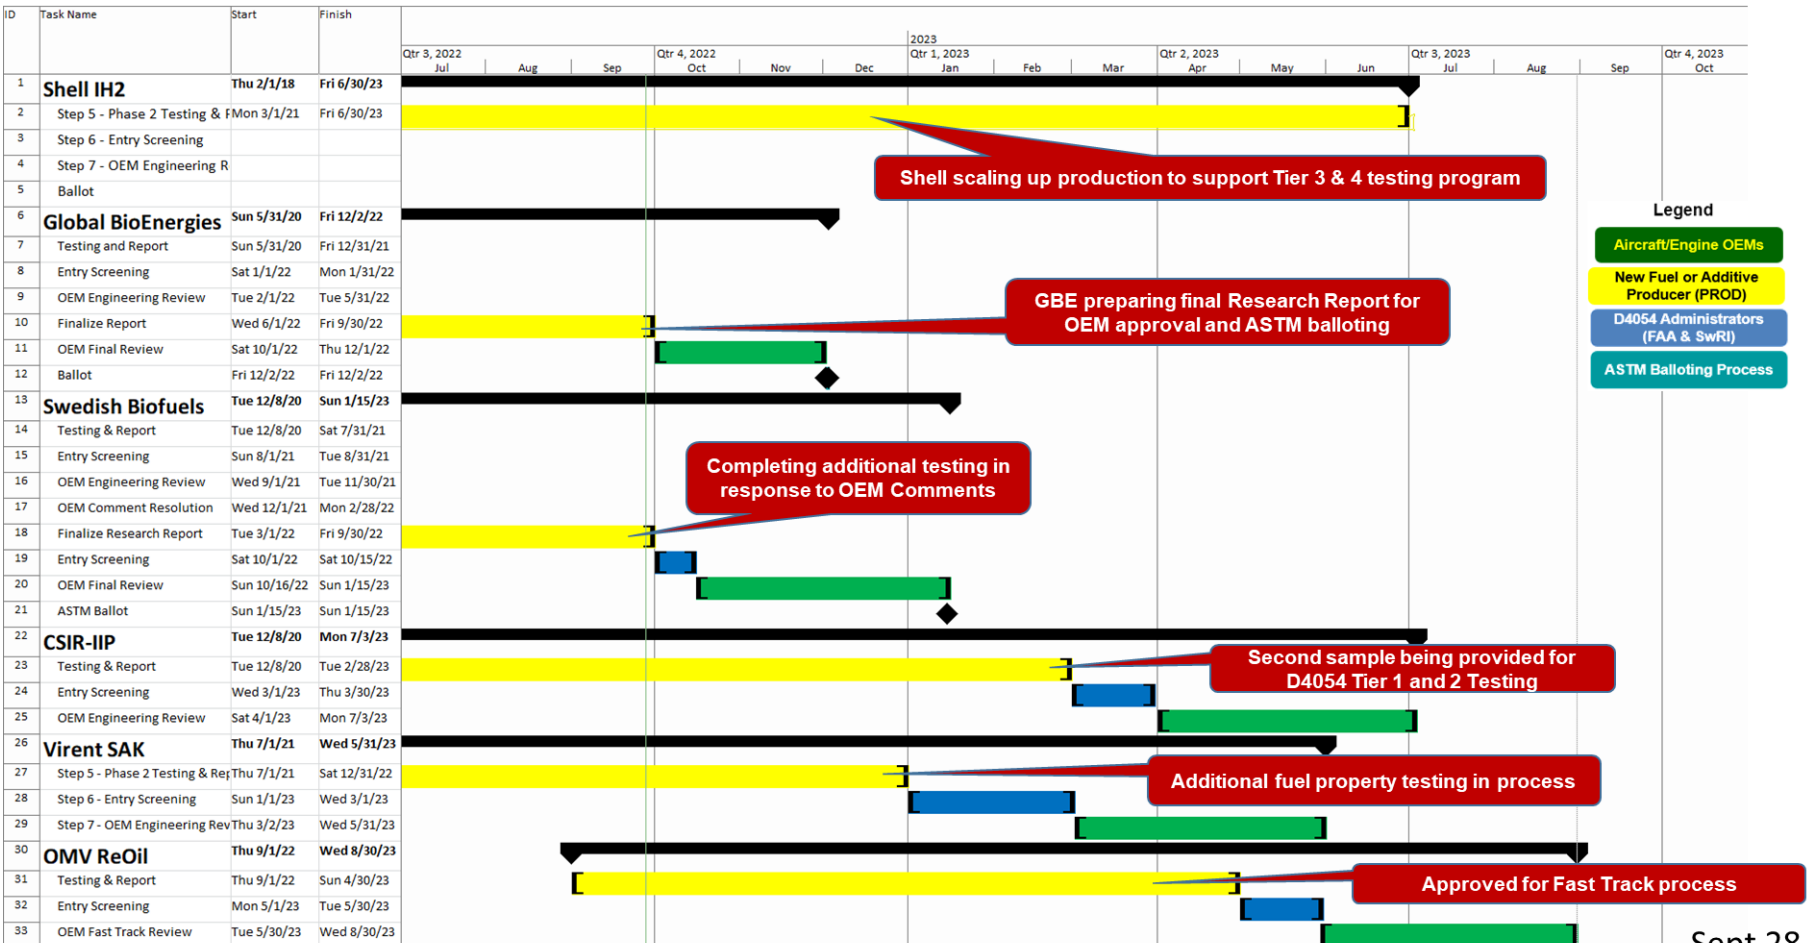 ID Task Name Start Finish
2023
Qtr 3, 2022 Qtr 4, 2022 Qtr 1, 2023 Qtr 2, 2023 Qtr 3, 2023 Qtr 4, 2023
Jul Aug Sep Oct Nov Dec Jan Feb Mar Apr May Jun Jul Aug Sep Oct
1 Shell IH2 Thu 2/1/18 Fri 6/30/23
2 Step 5 - Phase 2 Testing & F Mon 3/1/21 Fri 6/30/23
3 Step 6 - Entry Screening
4 Step 7 - OEM Engineering R
5 Ballot
Shell scaling up production to support Tier 3 & 4 testing program
6 Global BioEnergies Sun 5/31/20 Fri 12/2/22
7 Testing and Report Sun 5/31/20 Fri 12/31/21
8 Entry Screening Sat 1/1/22 Mon 1/31/22
9 OEM Engineering Review Tue 2/1/22 Tue 5/31/22
10 Finalize Report Wed 6/1/22 Fri 9/30/22
11 OEM Final Review Sat 10/1/22 Thu 12/1/22
12 Ballot Fri 12/2/22 Fri 12/2/22
GBE preparing final Research Report for
OEM approval and ASTM balloting
Legend
Aircraft/Engine OEMs
New Fuel or Additive
Producer (PROD)
D4054 Administrators
(FAA & SwRI)
ASTM Balloting Process
13 Swedish Biofuels Tue 12/8/20 Sun 1/15/23
14 Testing & Report Tue 12/8/20 Sat 7/31/21
15 Entry Screening Sun 8/1/21 Tue 8/31/21
16 OEM Engineering Review Wed 9/1/21 Tue 11/30/21
17 OEM Comment Resolution Wed 12/1/21 Mon 2/28/22
18 Finalize Research Report Tue 3/1/22 Fri 9/30/22
19 Entry Screening Sat 10/1/22 Sat 10/15/22
20 OEM Final Review Sun 10/16/22 Sun 1/15/23
21 ASTM Ballot Sun 1/15/23 Sun 1/15/23
Completing additional testing in
response to OEM Comments
22 CSIR-IIP Tue 12/8/20 Mon 7/3/23
23 Testing & Report Tue 12/8/20 Tue 2/28/23
24 Entry Screening Wed 3/1/23 Thu 3/30/23
25 OEM Engineering Review Sat 4/1/23 Mon 7/3/23
Second sample being provided for
D4054 Tier 1 and 2 Testing
26 Virent SAK Thu 7/1/21 Wed 5/31/23
27 Step 5 - Phase 2 Testing & Rep Thu 7/1/21 Sat 12/31/22
28 Step 6 - Entry Screening Sun 1/1/23 Wed 3/1/23
29 Step 7 - OEM Engineering Rev Thu 3/2/23 Wed 5/31/23
Additional fuel property testing in process
30 OMV ReOil Thu 9/1/22 Wed 8/30/23
31 Testing & Report Thu 9/1/22 Sun 4/30/23
32 Entry Screening Mon 5/1/23 Tue 5/30/23
33 OEM Fast Track Review Tue 5/30/23 Wed 8/30/23
Approved for Fast Track process
Sept 28